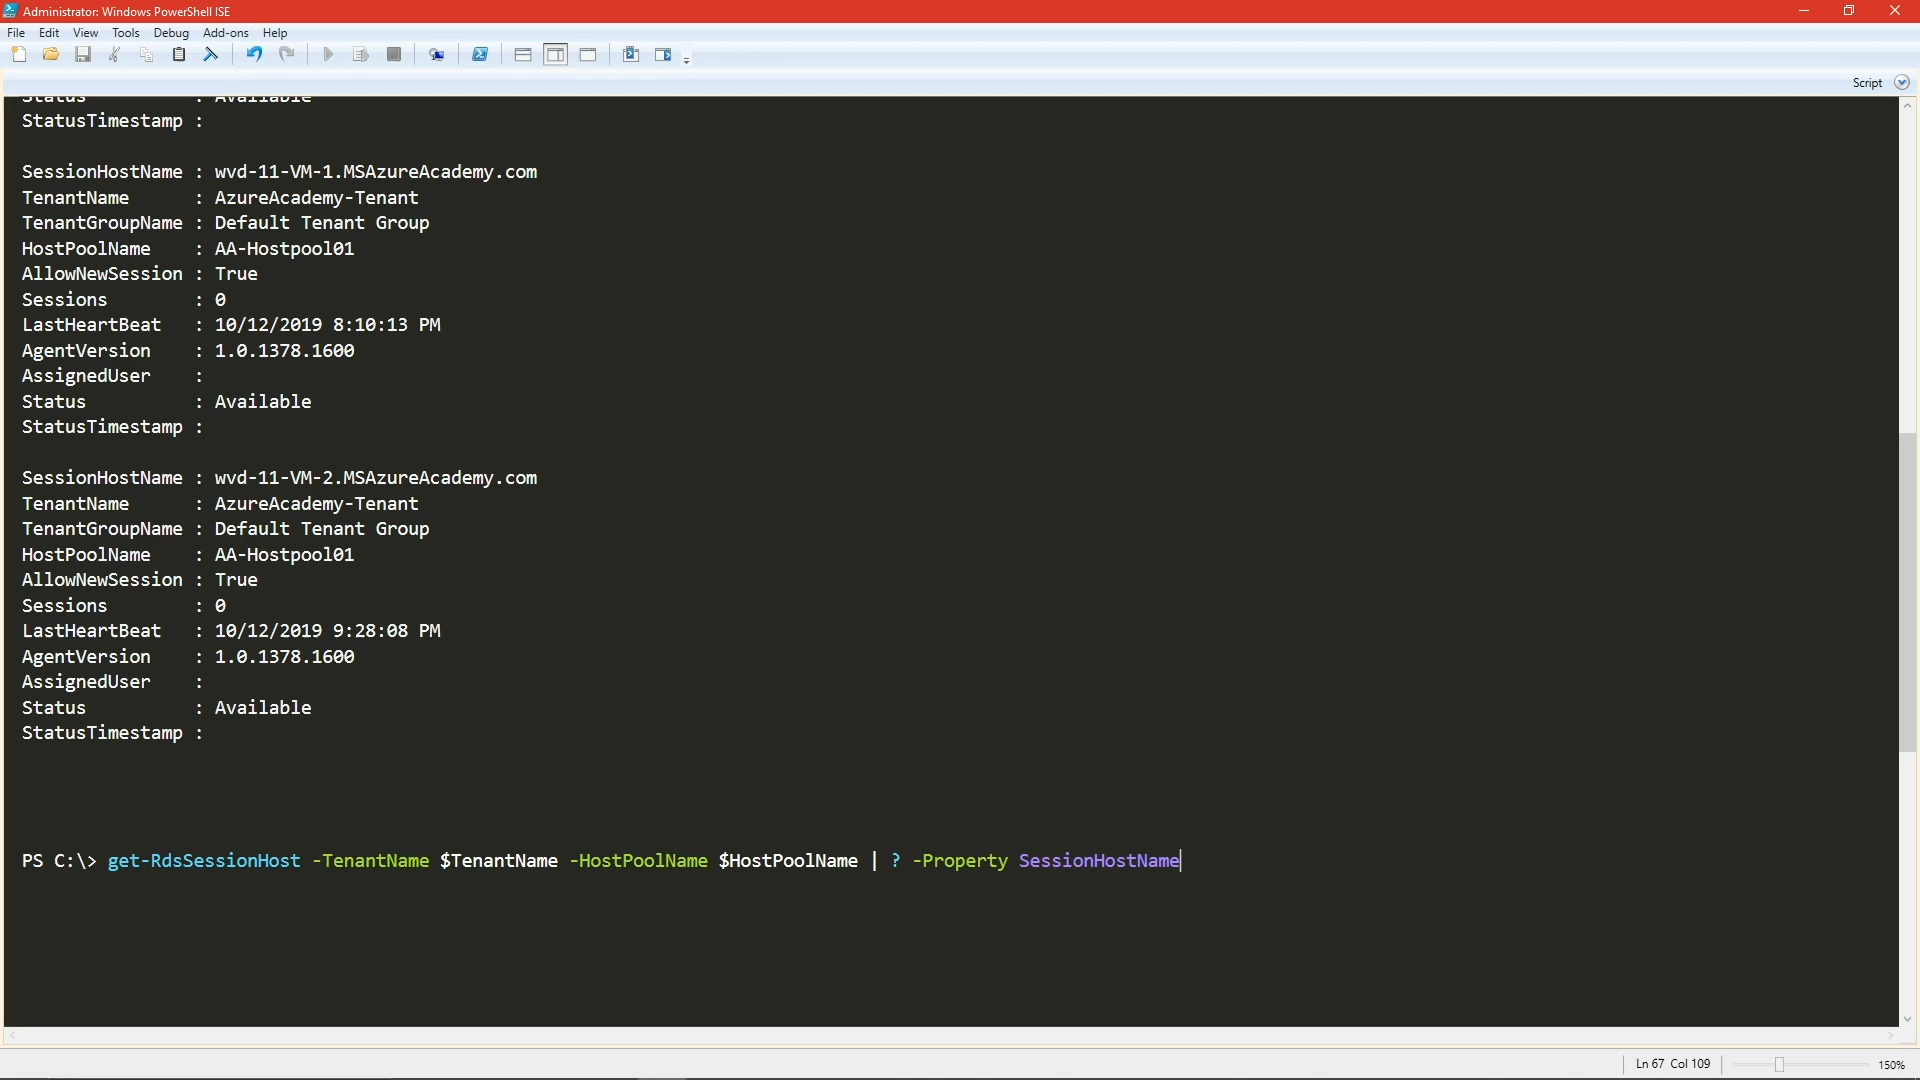 Administrator: Windows PowerShell ISE
File Edit View Tools Debug Add-ons Help
Script
Status : Available
StatusTimestamp :
SessionHostName : wvd-11-VM-1.MSAzureAcademy.com
TenantName : AzureAcademy-Tenant
TenantGroupName : Default Tenant Group
HostPoolName : AA-Hostpool01
AllowNewSession : True
Sessions : 0
LastHeartBeat : 10/12/2019 8:10:13 PM
AgentVersion : 1.0.1378.1600
AssignedUser :
Status : Available
StatusTimestamp :
SessionHostName : wvd-11-VM-2.MSAzureAcademy.com
TenantName : AzureAcademy-Tenant
TenantGroupName : Default Tenant Group
HostPoolName : AA-Hostpool01
AllowNewSession : True
Sessions : 0
LastHeartBeat : 10/12/2019 9:28:08 PM
AgentVersion : 1.0.1378.1600
AssignedUser :
Status : Available
StatusTimestamp :
PS C:\> get-RdsSessionHost -TenantName $TenantName -HostPoolName $HostPoolName | ? -Property SessionHostName
Ln 67 Col 109 150%